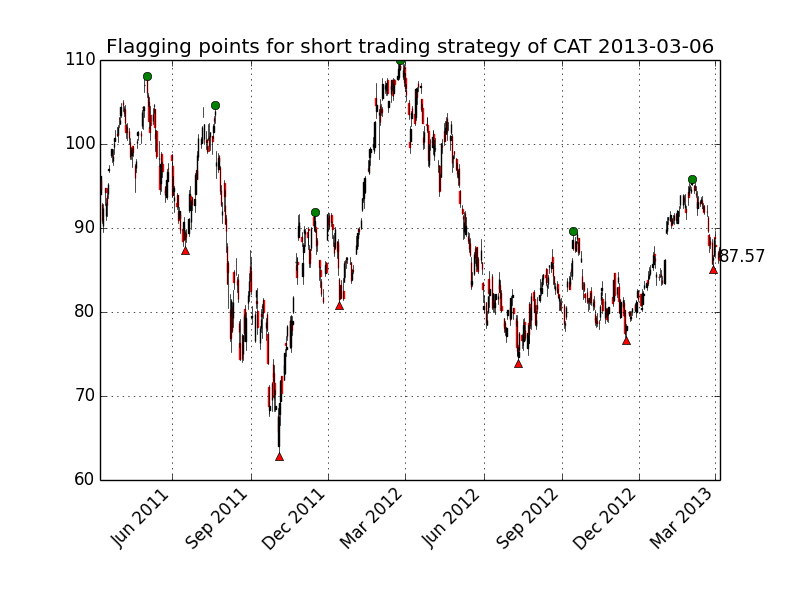 Flagging points for short trading strategy of CAT 2013-03-06
110
100
90
87.57
80
70
60
Jun 2011
Sep 2011
Dec 2011
Mar 2012
Jun 2012
Sep 2012
Dec 2012
Mar 2013